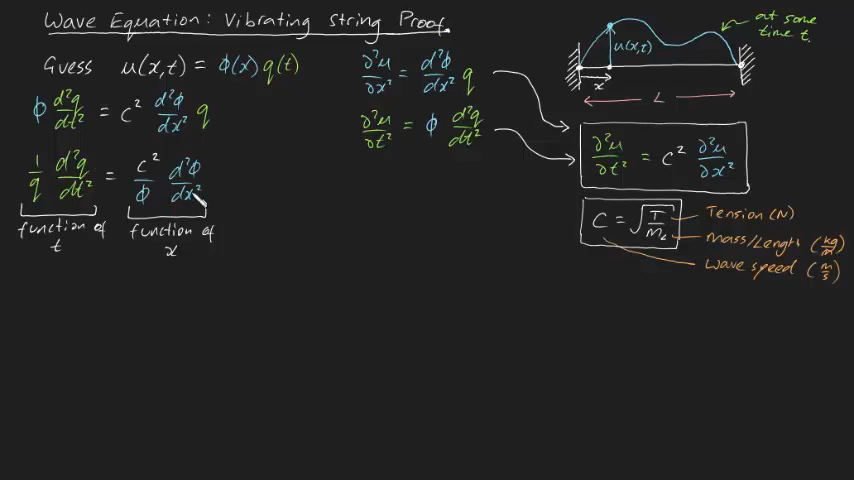 Wave Equation: Vibrating String Proof.
Guess u(x,t) = ϕ(x)q(t)
ϕ d²q/dt² = c² d²ϕ/dx² q
1/q d²q/dt² = c²/ϕ d²ϕ/dx²
function of t
function of x
∂²u/∂x² = d²ϕ/dx² q
∂²u/∂t² = ϕ d²q/dt²
at some
time t.
u(x,t)
x
L
∂²u/∂t² = c² ∂²u/∂x²
C = √(T/m_L)
Tension (N)
Mass/Length (kg/m)
Wave speed (m/s)